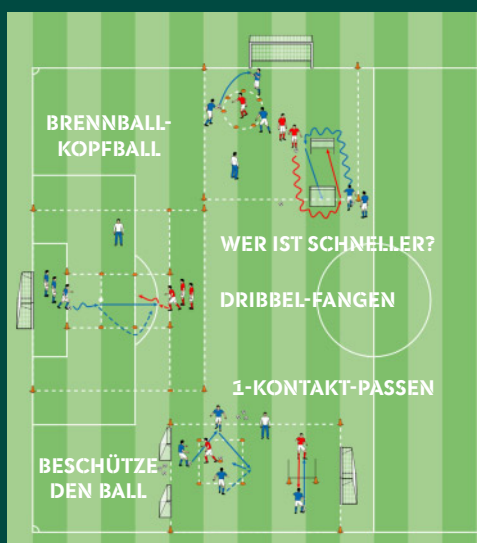 BRENNBALL-
KOPFBALL
WER IST SCHNELLER?
DRIBBEL-FANGEN
1-KONTAKT-PASSEN
BESCHÜTZE
DEN BALL